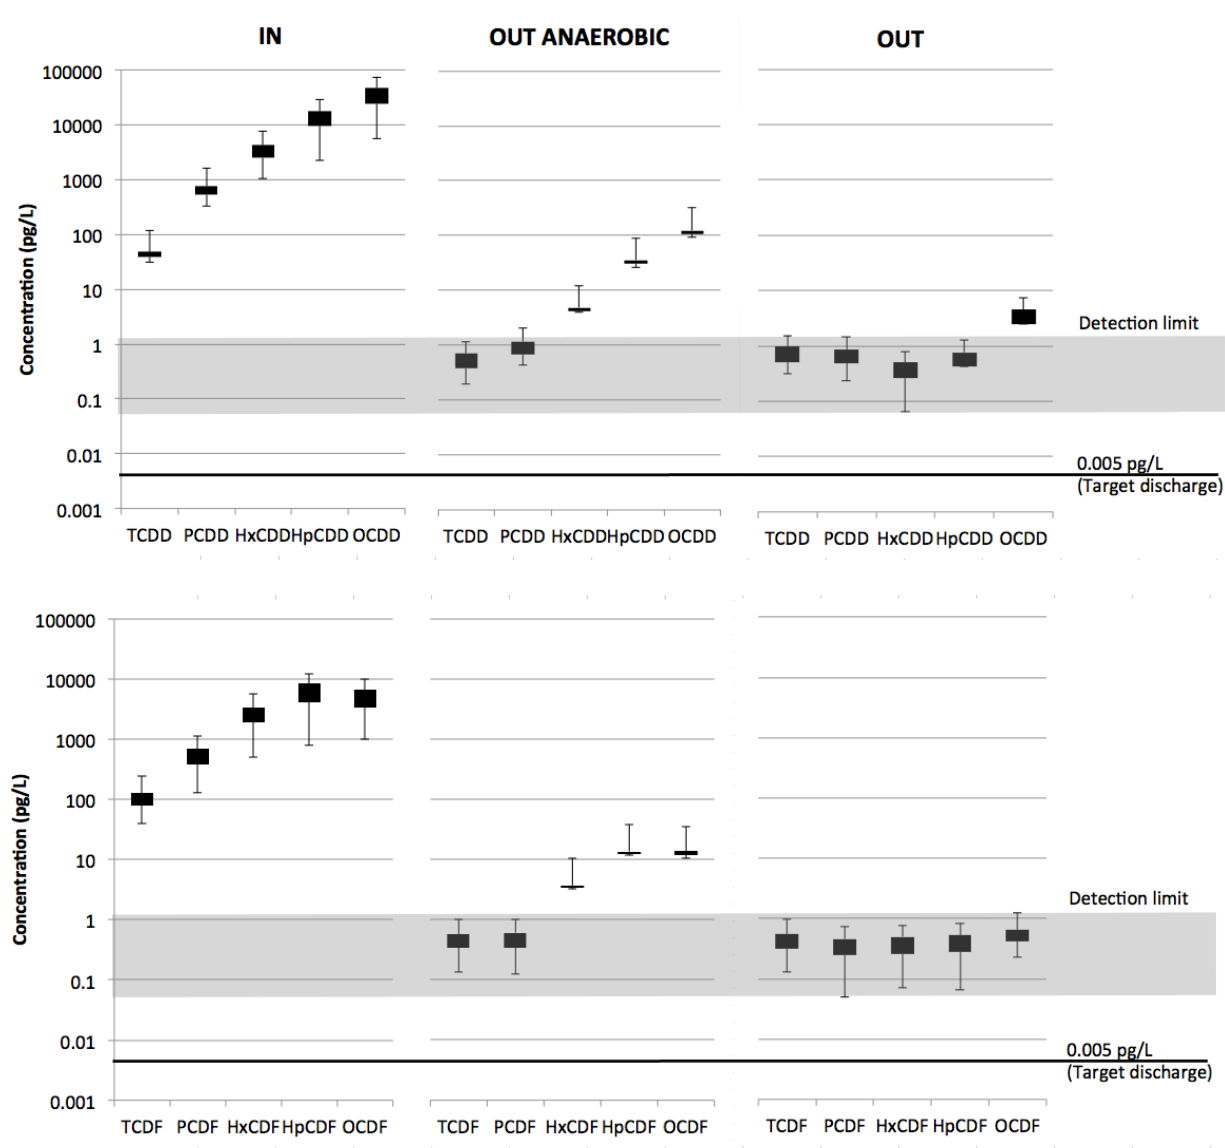 IN OUT ANAEROBIC OUT
Concentration (pg/L)
100000
10000
1000
100
10
1
0.1
0.01
0.001
Detection limit
0.005 pg/L
(Target discharge)
TCDD PCDD HxCDD HpCDD OCDD TCDD PCDD HxCDD HpCDD OCDD TCDD PCDD HxCDD HpCDD OCDD
Concentration (pg/L)
100000
10000
1000
100
10
1
0.1
0.01
0.001
Detection limit
0.005 pg/L
(Target discharge)
TCDF PCDF HxCDF HpCDF OCDF TCDF PCDF HxCDF HpCDF OCDF TCDF PCDF HxCDF HpCDF OCDF